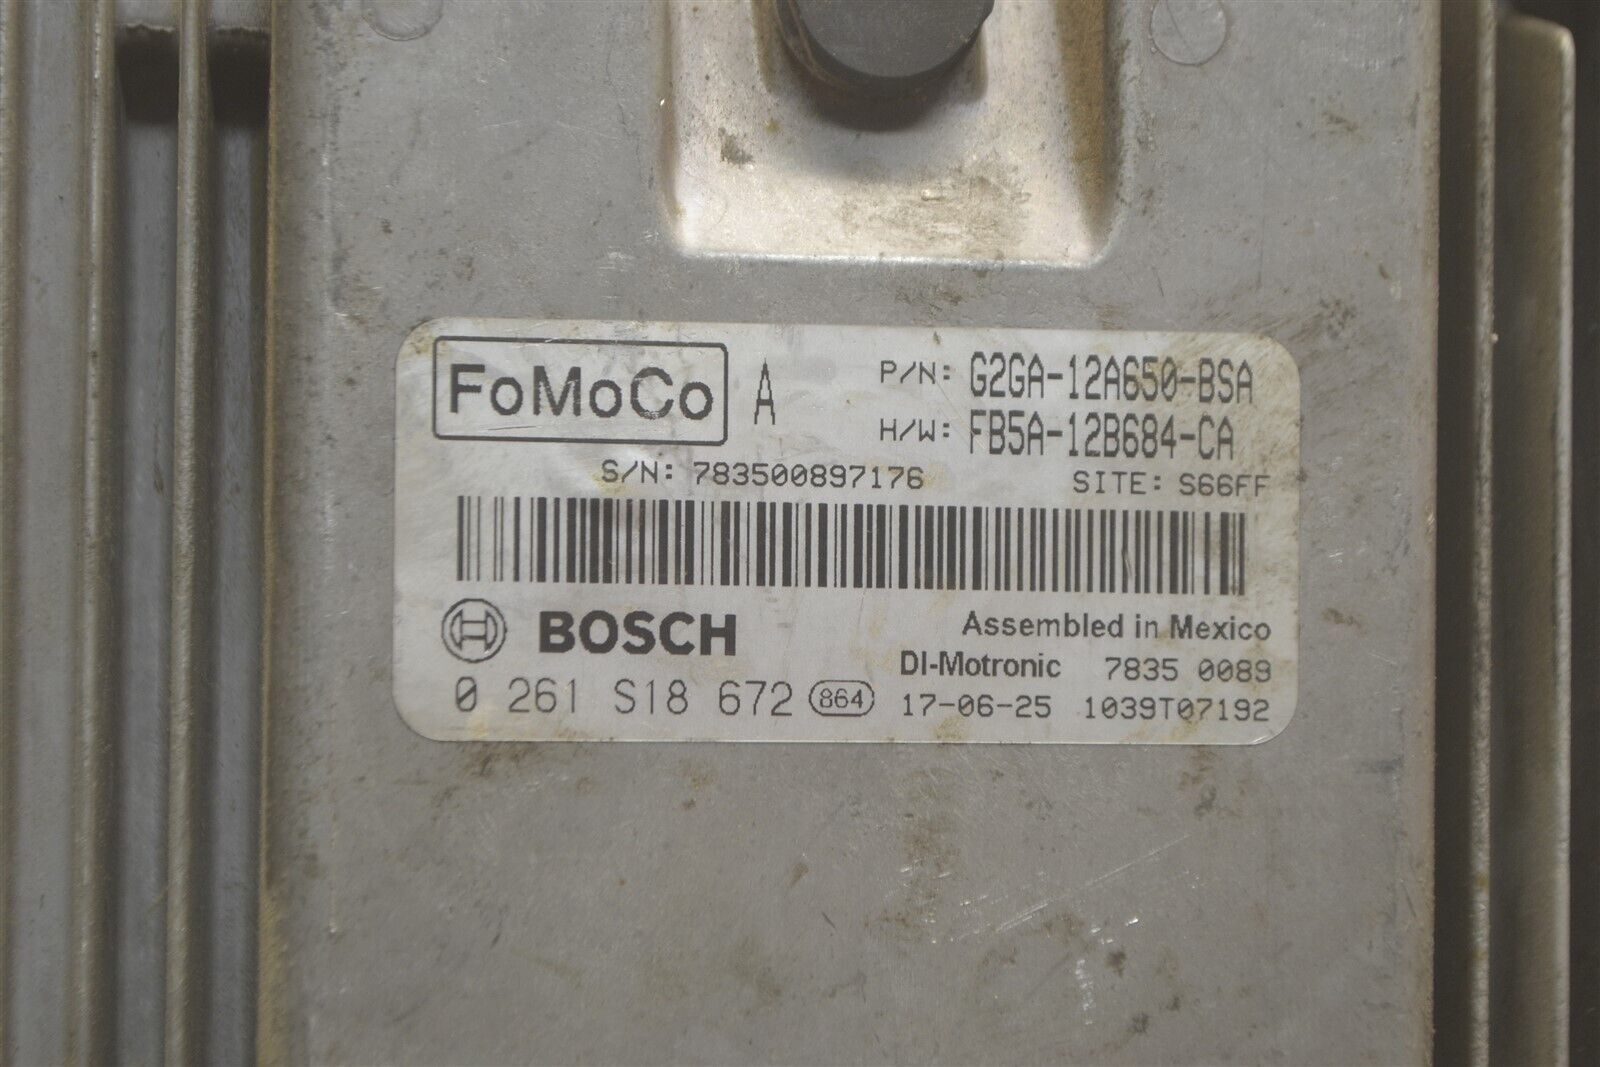 FoMoCo A P/N: G2GA-12A650-BSA
H/W: FB5A-12B684-CA
S/N: 783500897176 SITE: S66FF
BOSCH Assembled in Mexico
DI-Motronic 7835 0089
0 261 S18 672 864 17-06-25 1039T07192